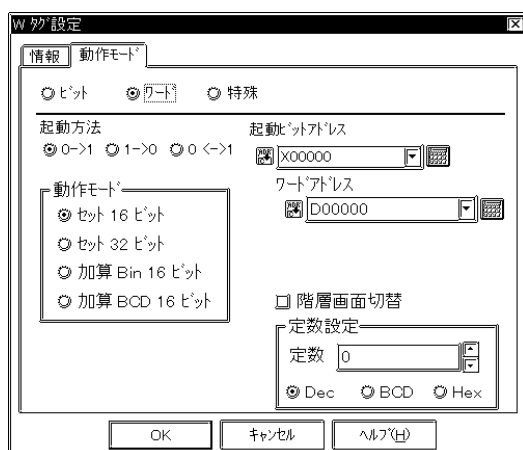 W ﾀｸﾞ設定
情報 動作ﾓｰﾄﾞ
ﾋﾞｯﾄ ﾜｰﾄﾞ 特殊
起動方法
0->1 1->0 0 <->1
起動ﾋﾞｯﾄｱﾄﾞﾚｽ
X00000
ﾜｰﾄﾞｱﾄﾞﾚｽ
D00000
動作ﾓｰﾄﾞ
ｾｯﾄ 16 ﾋﾞｯﾄ
ｾｯﾄ 32 ﾋﾞｯﾄ
加算 Bin 16 ﾋﾞｯﾄ
加算 BCD 16 ﾋﾞｯﾄ
階層画面切替
定数設定
定数 0
Dec BCD Hex
OK ｷｬﾝｾﾙ ﾍﾙﾌﾟ(H)